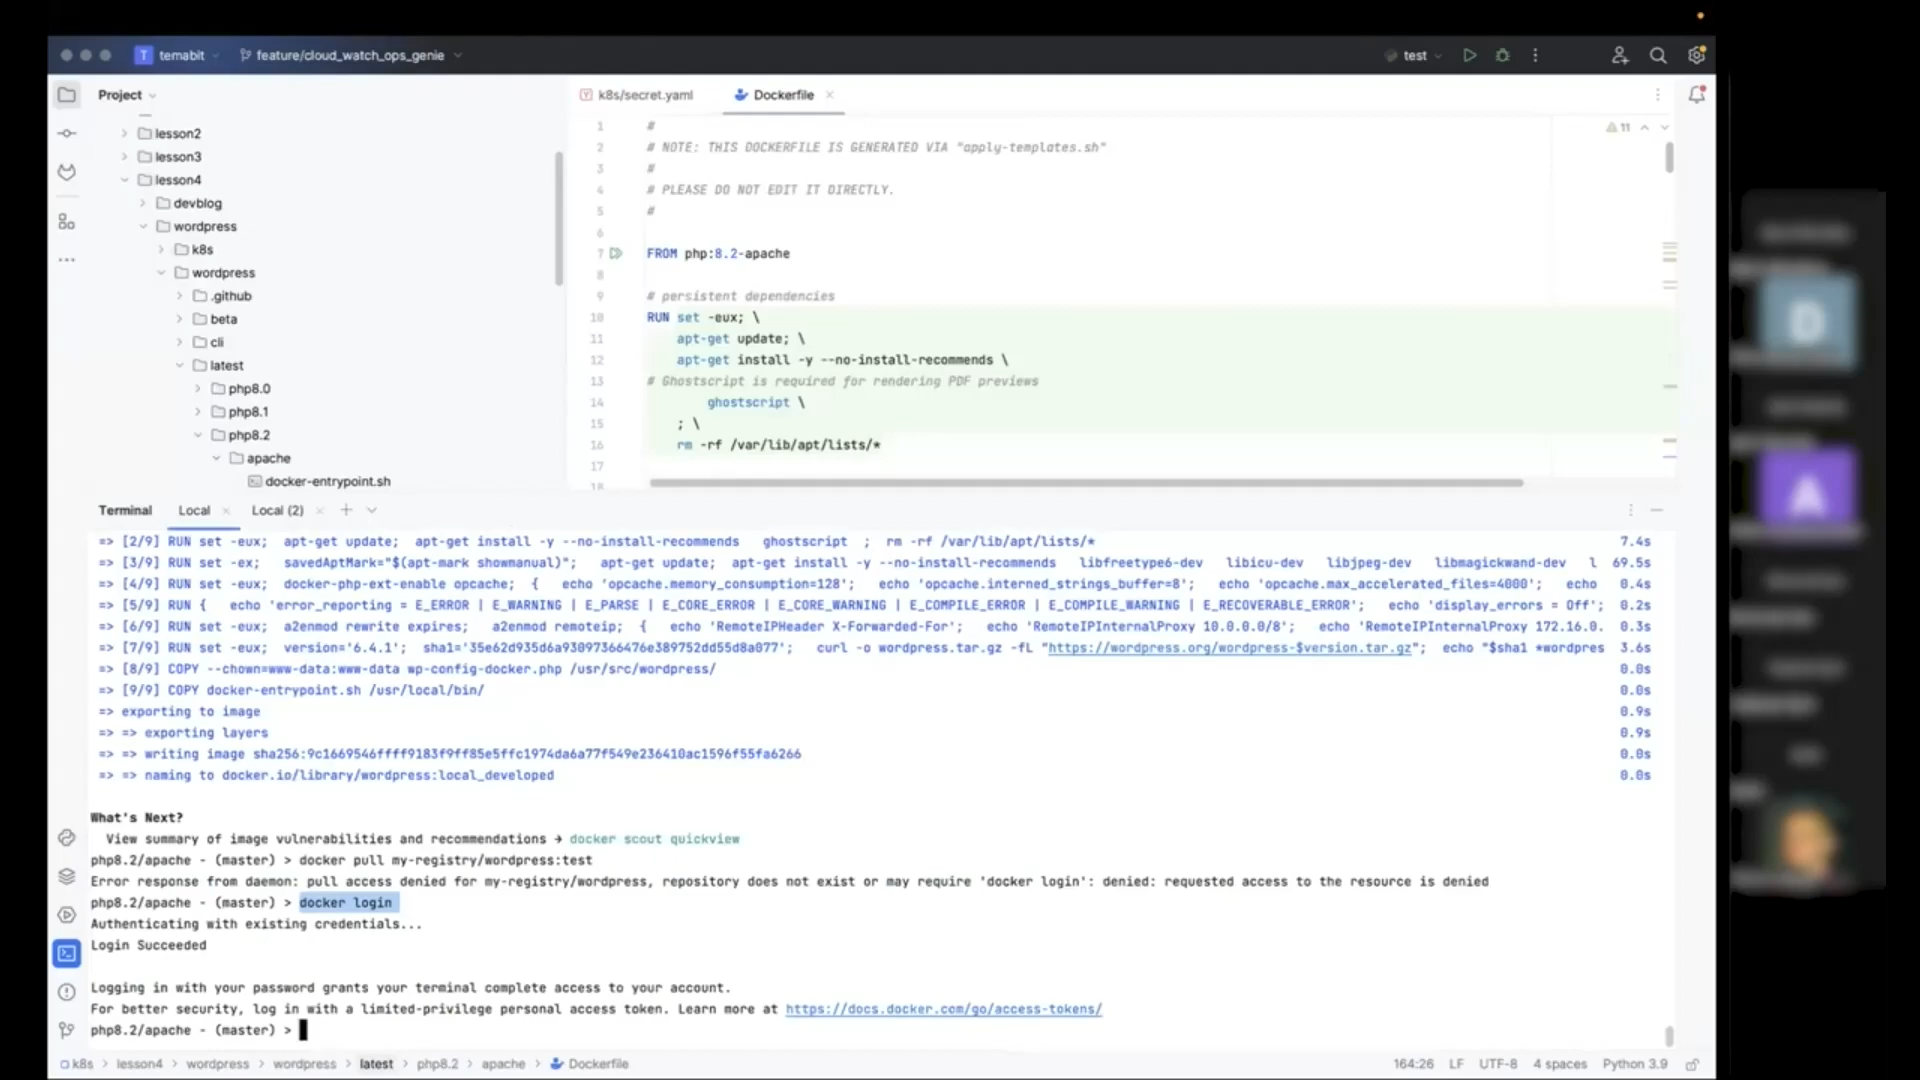 T temabit feature/cloud_watch_ops_genie test
Project
k8s/secret.yaml Dockerfile
lesson2
lesson3
lesson4
devblog
wordpress
k8s
wordpress
.github
beta
cli
latest
php8.0
php8.1
php8.2
apache
docker-entrypoint.sh
11
1 #
2 # NOTE: THIS DOCKERFILE IS GENERATED VIA "apply-templates.sh"
3 #
4 # PLEASE DO NOT EDIT IT DIRECTLY.
5 #
6
7 FROM php:8.2-apache
8
9 # persistent dependencies
10 RUN set -eux; \
11 apt-get update; \
12 apt-get install -y --no-install-recommends \
13 # Ghostscript is required for rendering PDF previews
14 ghostscript \
15 ; \
16 rm -rf /var/lib/apt/lists/*
17
18
Terminal Local Local (2)
=> [2/9] RUN set -eux; apt-get update; apt-get install -y --no-install-recommends ghostscript ; rm -rf /var/lib/apt/lists/* 7.4s
=> [3/9] RUN set -ex; savedAptMark="$(apt-mark showmanual)"; apt-get update; apt-get install -y --no-install-recommends libfreetype6-dev libicu-dev libjpeg-dev libmagickwand-dev l 69.5s
=> [4/9] RUN set -eux; docker-php-ext-enable opcache; { echo 'opcache.memory_consumption=128'; echo 'opcache.interned_strings_buffer=8'; echo 'opcache.max_accelerated_files=4000'; echo 0.4s
=> [5/9] RUN { echo 'error_reporting = E_ERROR | E_WARNING | E_PARSE | E_CORE_ERROR | E_CORE_WARNING | E_COMPILE_ERROR | E_COMPILE_WARNING | E_RECOVERABLE_ERROR'; echo 'display_errors = Off'; 0.2s
=> [6/9] RUN set -eux; a2enmod rewrite expires; a2enmod remoteip; { echo 'RemoteIPHeader X-Forwarded-For'; echo 'RemoteIPInternalProxy 10.0.0.0/8'; echo 'RemoteIPInternalProxy 172.16.0. 0.3s
=> [7/9] RUN set -eux; version='6.4.1'; sha1='35e62d935d6a93097366476e389752dd55d8a077'; curl -o wordpress.tar.gz -fL "https://wordpress.org/wordpress-$version.tar.gz"; echo "$sha1 *wordpres 3.6s
=> [8/9] COPY --chown=www-data:www-data wp-config-docker.php /usr/src/wordpress/ 0.0s
=> [9/9] COPY docker-entrypoint.sh /usr/local/bin/ 0.0s
=> exporting to image 0.9s
=> => exporting layers 0.9s
=> => writing image sha256:9c1669546ffff9183f9ff85e5ffc1974da6a77f549e236410ac1596f55fa6266 0.0s
=> => naming to docker.io/library/wordpress:local_developed 0.0s
What's Next?
View summary of image vulnerabilities and recommendations → docker scout quickview
php8.2/apache - (master) > docker pull my-registry/wordpress:test
Error response from daemon: pull access denied for my-registry/wordpress, repository does not exist or may require 'docker login': denied: requested access to the resource is denied
php8.2/apache - (master) > docker login
Authenticating with existing credentials...
Login Succeeded
Logging in with your password grants your terminal complete access to your account.
For better security, log in with a limited-privilege personal access token. Learn more at https://docs.docker.com/go/access-tokens/
php8.2/apache - (master) >
k8s > lesson4 > wordpress > wordpress > latest > php8.2 > apache > Dockerfile 164:26 LF UTF-8 4 spaces Python 3.9
D
A